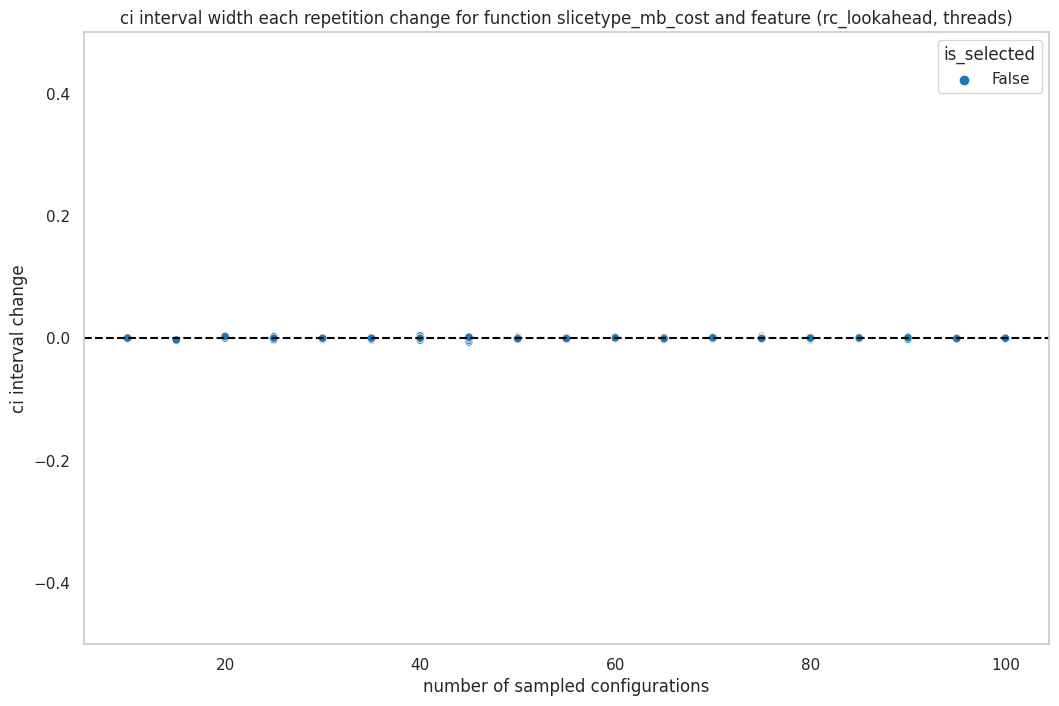 ci interval width each repetition change for function slicetype_mb_cost and feature (rc_lookahead, threads)
is_selected
False
ci interval change
0.4
0.2
0.0
−0.2
−0.4
20
40
60
80
100
number of sampled configurations